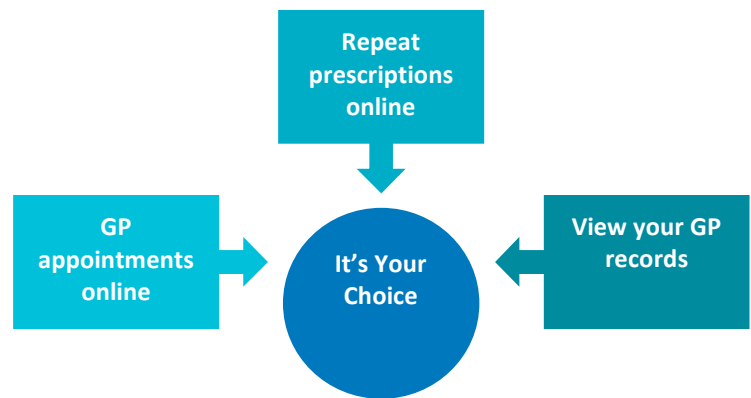 Repeat
prescriptions
online
GP
appointments
online
It’s Your
Choice
View your GP
records